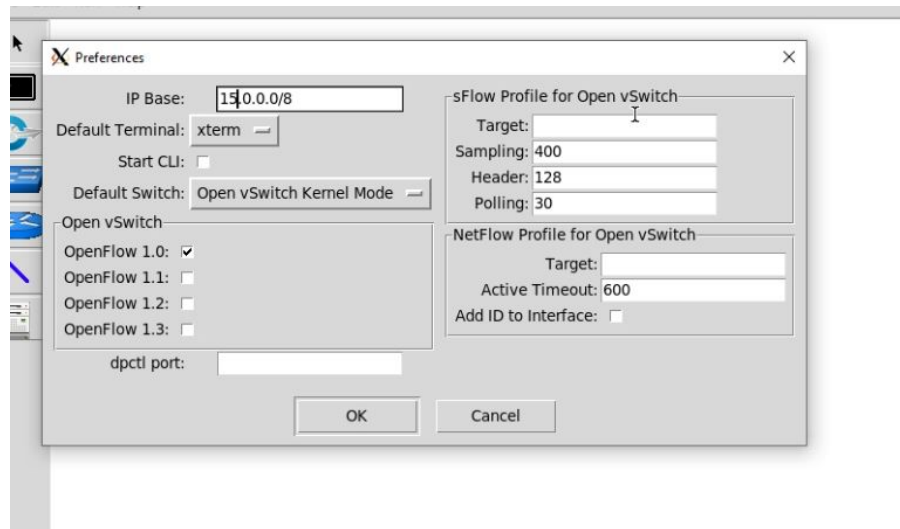 Preferences
IP Base: 15.0.0.0/8
Default Terminal: xterm
Start CLI:
Default Switch: Open vSwitch Kernel Mode
Open vSwitch
OpenFlow 1.0:
OpenFlow 1.1:
OpenFlow 1.2:
OpenFlow 1.3:
dpctl port:
sFlow Profile for Open vSwitch
Target:
Sampling: 400
Header: 128
Polling: 30
NetFlow Profile for Open vSwitch
Target:
Active Timeout: 600
Add ID to Interface:
OK
Cancel